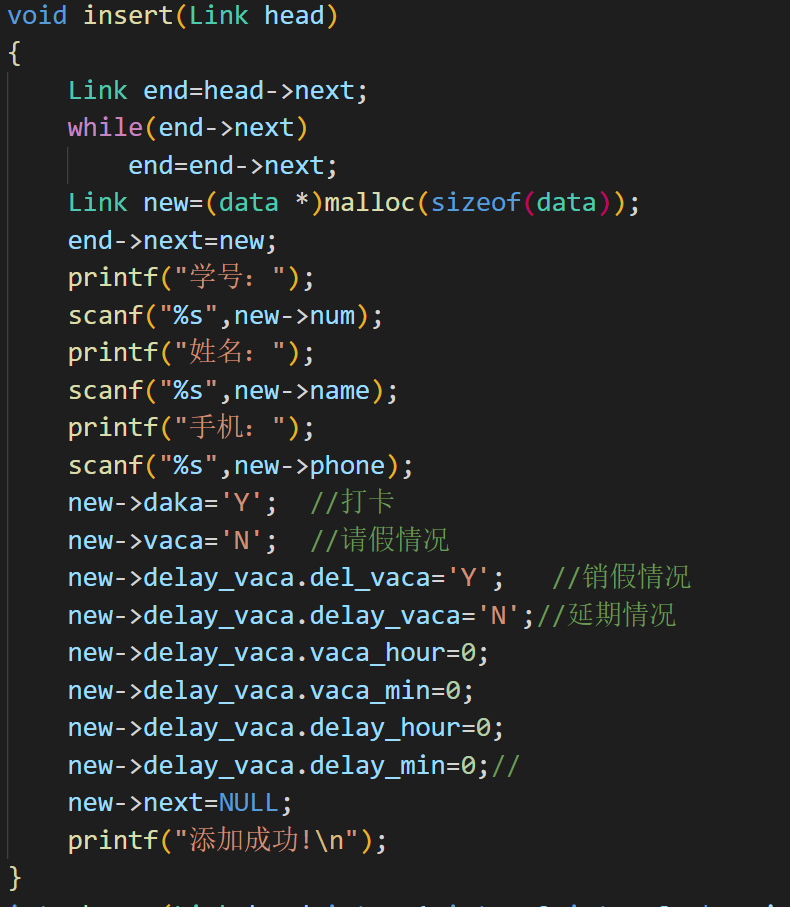 void insert(Link head)
{
    Link end=head->next;
    while(end->next)
        end=end->next;
    Link new=(data *)malloc(sizeof(data));
    end->next=new;
    printf("学号：");
    scanf("%s",new->num);
    printf("姓名：");
    scanf("%s",new->name);
    printf("手机：");
    scanf("%s",new->phone);
    new->daka='Y';  //打卡
    new->vaca='N';  //请假情况
    new->delay_vaca.del_vaca='Y';   //销假情况
    new->delay_vaca.delay_vaca='N';//延期情况
    new->delay_vaca.vaca_hour=0;
    new->delay_vaca.vaca_min=0;
    new->delay_vaca.delay_hour=0;
    new->delay_vaca.delay_min=0;//
    new->next=NULL;
    printf("添加成功!\n");
}